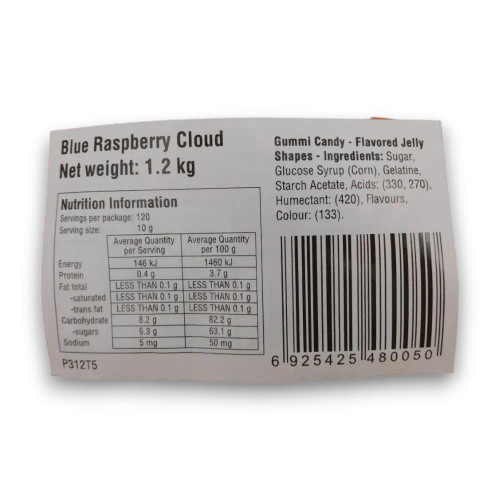 Blue Raspberry Cloud
Net weight: 1.2 kg
Nutrition Information
Servings per package: 120
Serving size: 10 g
Average Quantity per Serving Average Quantity per 100 g
Energy 146 kJ 1460 kJ
Protein 0.4 g 3.7 g
Fat total LESS THAN 0.1 g LESS THAN 0.1 g
-saturated LESS THAN 0.1 g LESS THAN 0.1 g
-trans fat LESS THAN 0.1 g LESS THAN 0.1 g
Carbohydrate 8.2 g 82.2 g
-sugars 6.3 g 63.1 g
Sodium 5 mg 50 mg
P312T5
Gummi Candy - Flavored Jelly
Shapes - Ingredients: Sugar,
Glucose Syrup (Corn), Gelatine,
Starch Acetate, Acids: (330, 270),
Humectant: (420), Flavours,
Colour: (133).
6 925425 480050